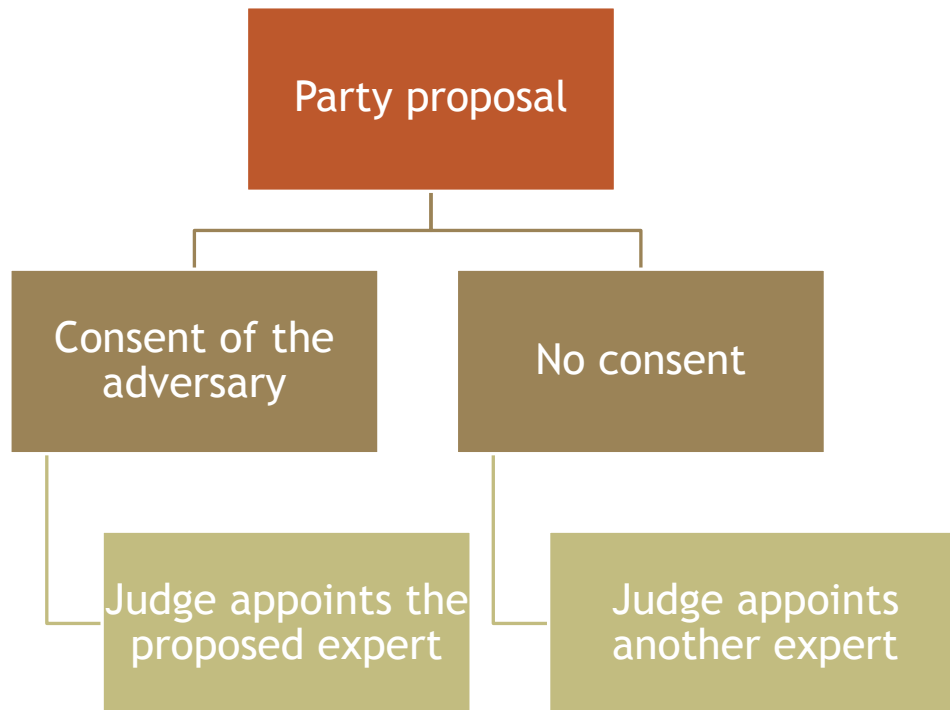 Party proposal
Consent of the
adversary
No consent
Judge appoints the
proposed expert
Judge appoints
another expert